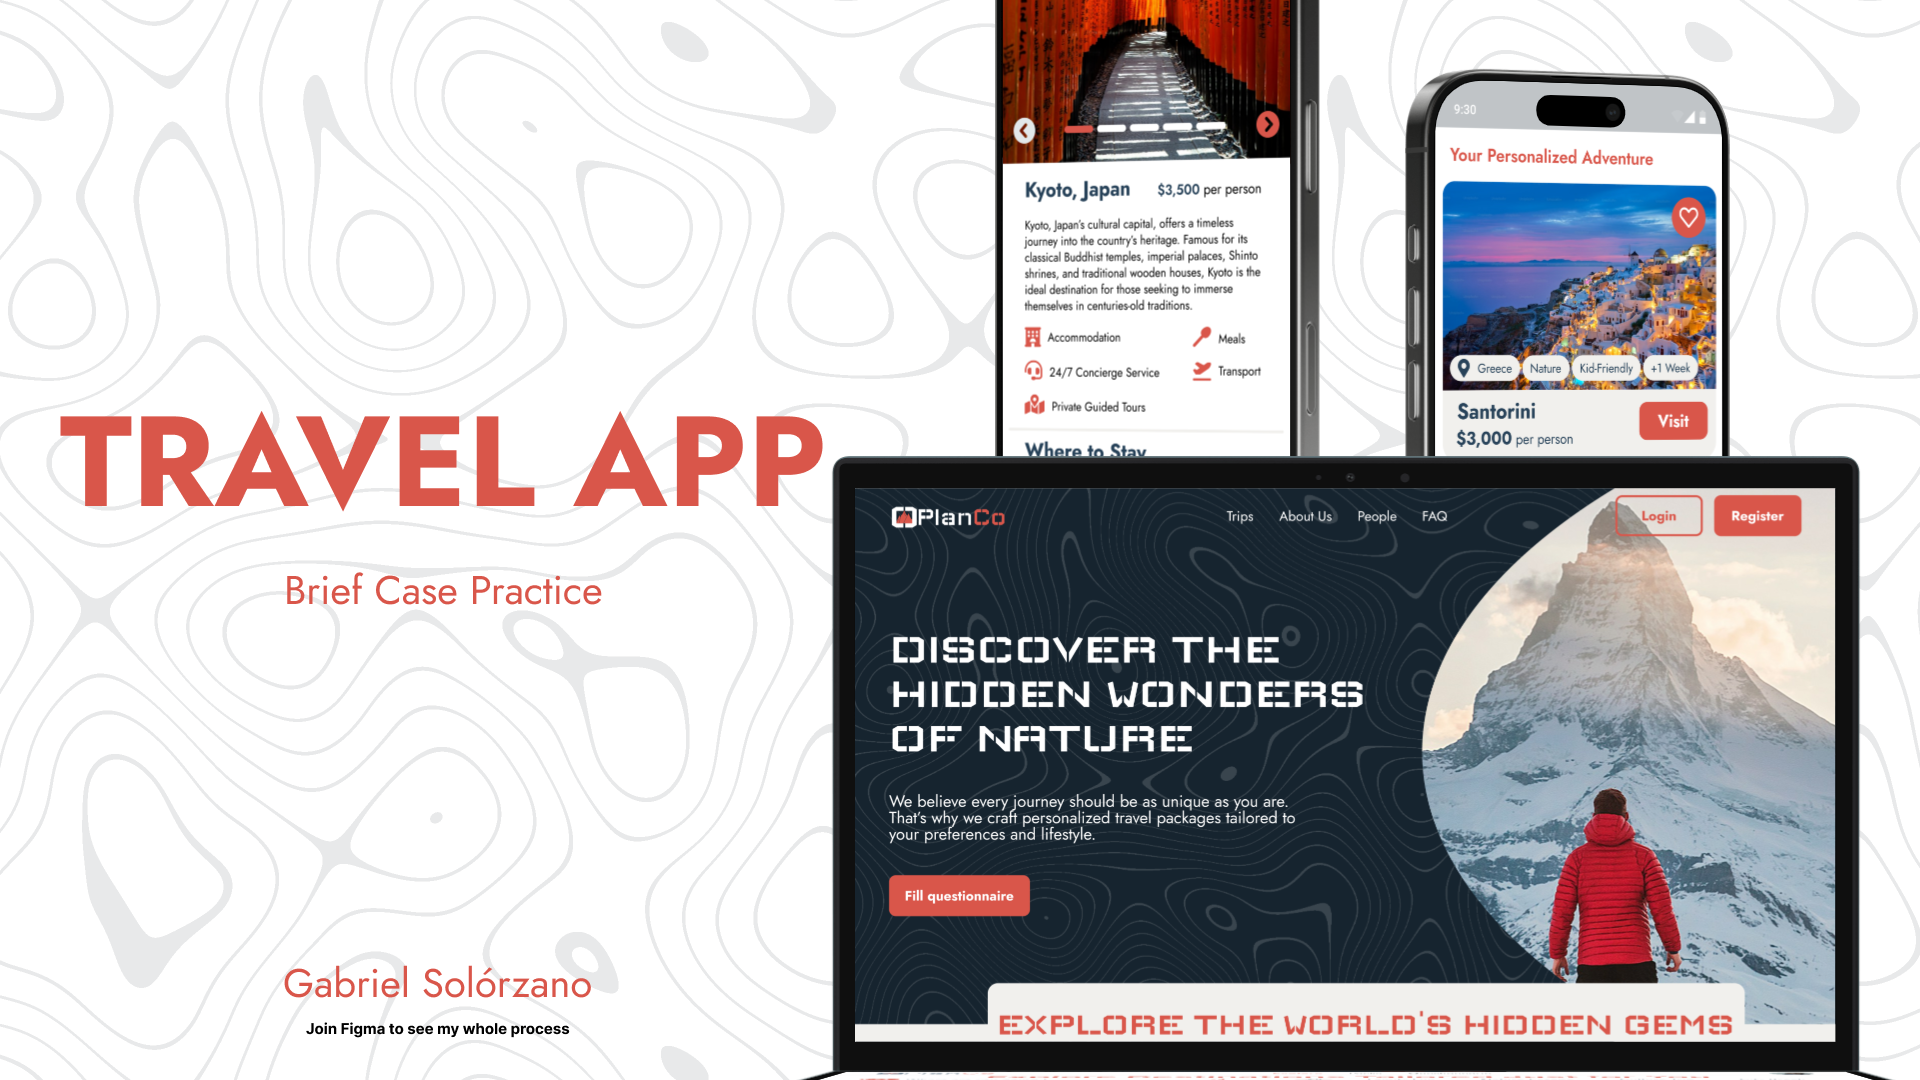 TRAVEL APP
Brief Case Practice
Gabriel Solórzano
Join Figma to see my whole process
Kyoto, Japan
$3,500 per person
Kyoto, Japan's cultural capital, offers a timeless
journey into the country's heritage. Famous for its
classical Buddhist temples, imperial palaces, Shinto
shrines, and traditional wooden houses, Kyoto is the
ideal destination for those seeking to immerse
themselves in centuries-old traditions.
Accommodation
Meals
24/7 Concierge Service
Transport
Private Guided Tours
Where to Stay
9:30
Your Personalized Adventure
Greece
Nature
Kid-Friendly
+1 Week
Santorini
$3,000 per person
Visit
PlanCo
Trips
About Us
People
FAQ
Login
Register
DISCOVER THE
HIDDEN WONDERS
OF NATURE
We believe every journey should be as unique as you are.
That's why we craft personalized travel packages tailored to
your preferences and lifestyle.
Fill questionnaire
EXPLORE THE WORLD'S HIDDEN GEMS